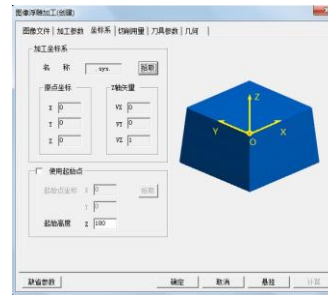 图像浮雕加工(创建)
图像文件 加工参数 坐标系 切削用量 刀具参数 几何
加工坐标系
名 称 .sys. 拾取
原点坐标 Z轴矢量
X 0 VX 0
Y 0 VY 0
Z 0 VZ 1
Z
Y O X
使用起始点
起始点坐标 X 0 拾取
Y 0
起始高度 Z 100
缺省参数 确定 取消 悬挂 计算